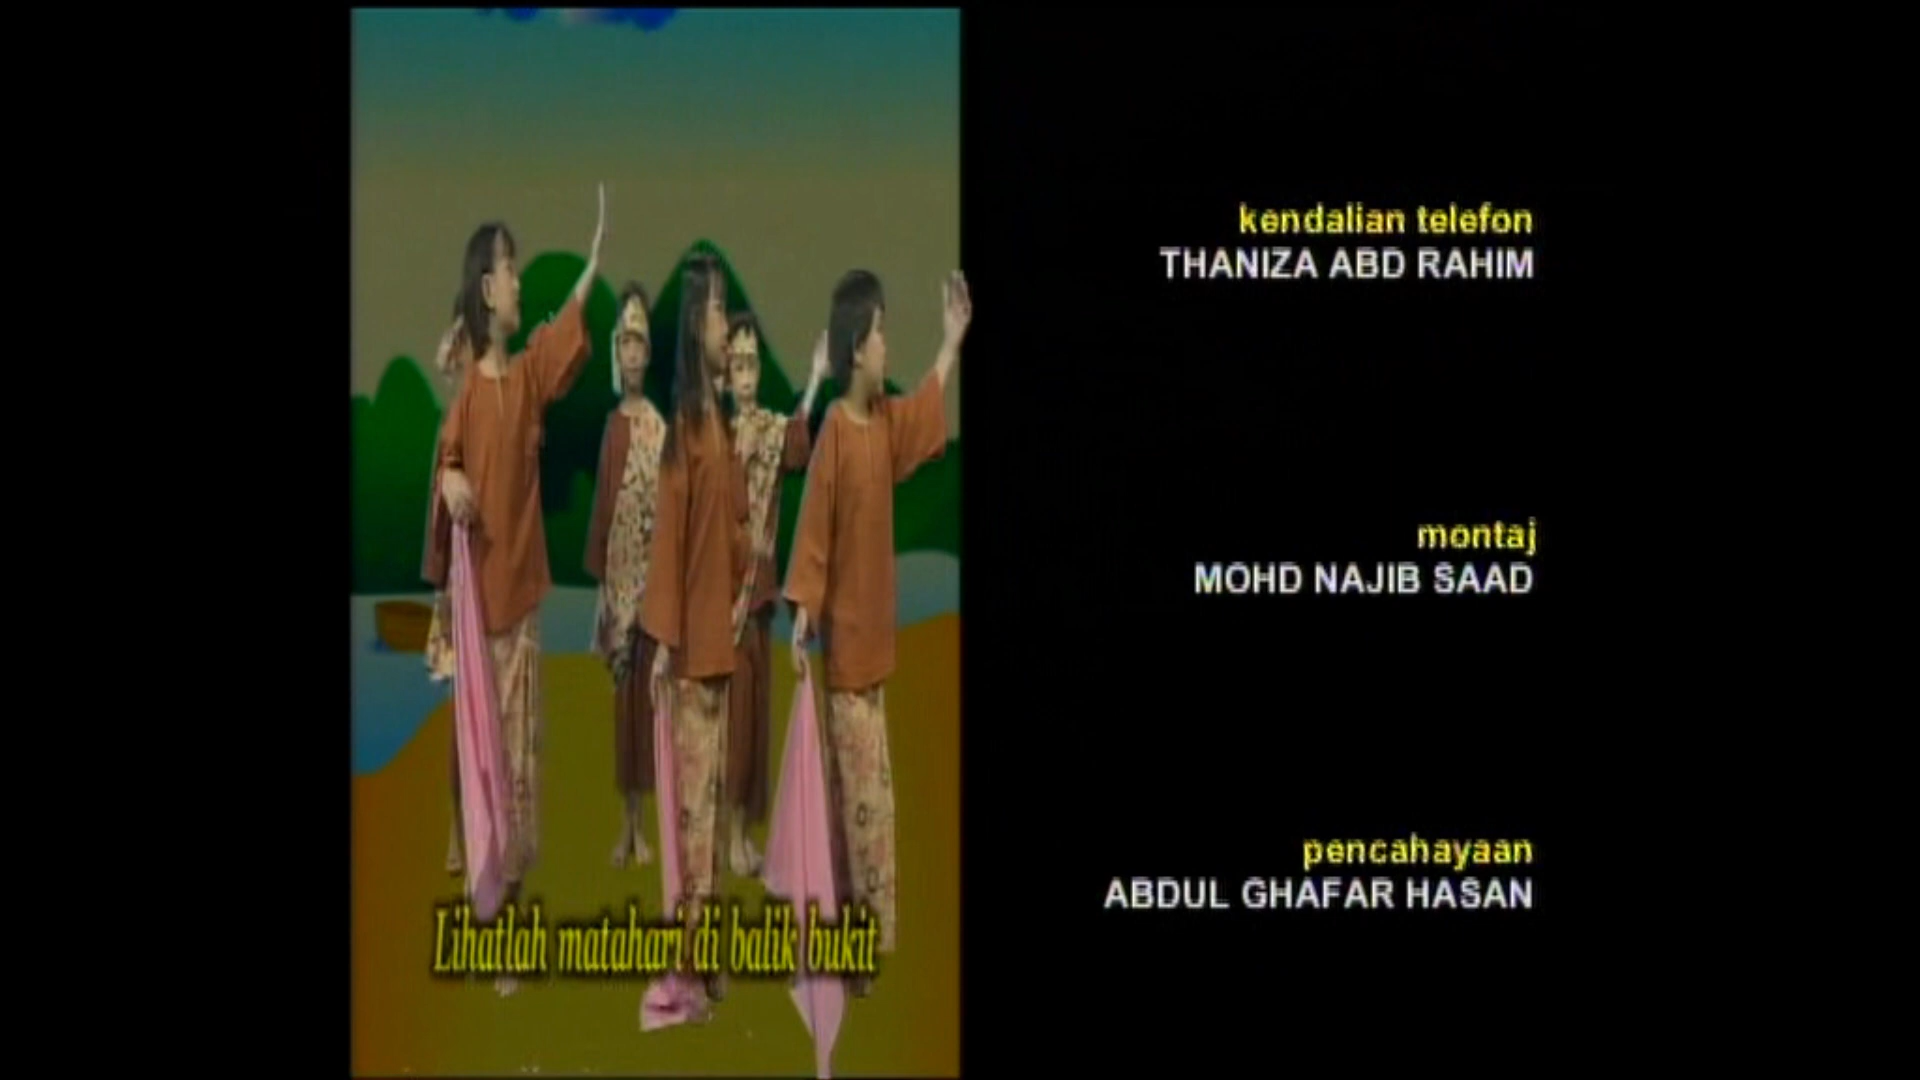 kendalian telefon
THANIZA ABD RAHIM
montaj
MOHD NAJIB SAAD
pencahayaan
ABDUL GHAFAR HASAN
Lihatlah matahari di balik bukit